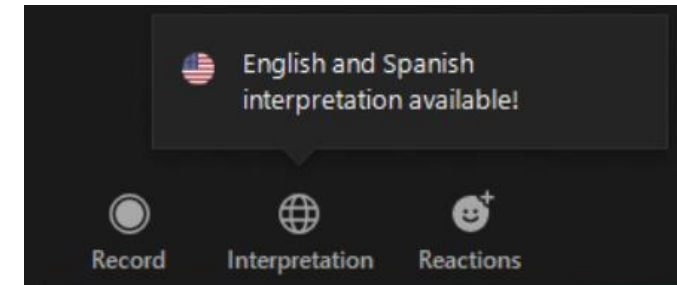 English and Spanish
interpretation available!
Record
Interpretation
Reactions